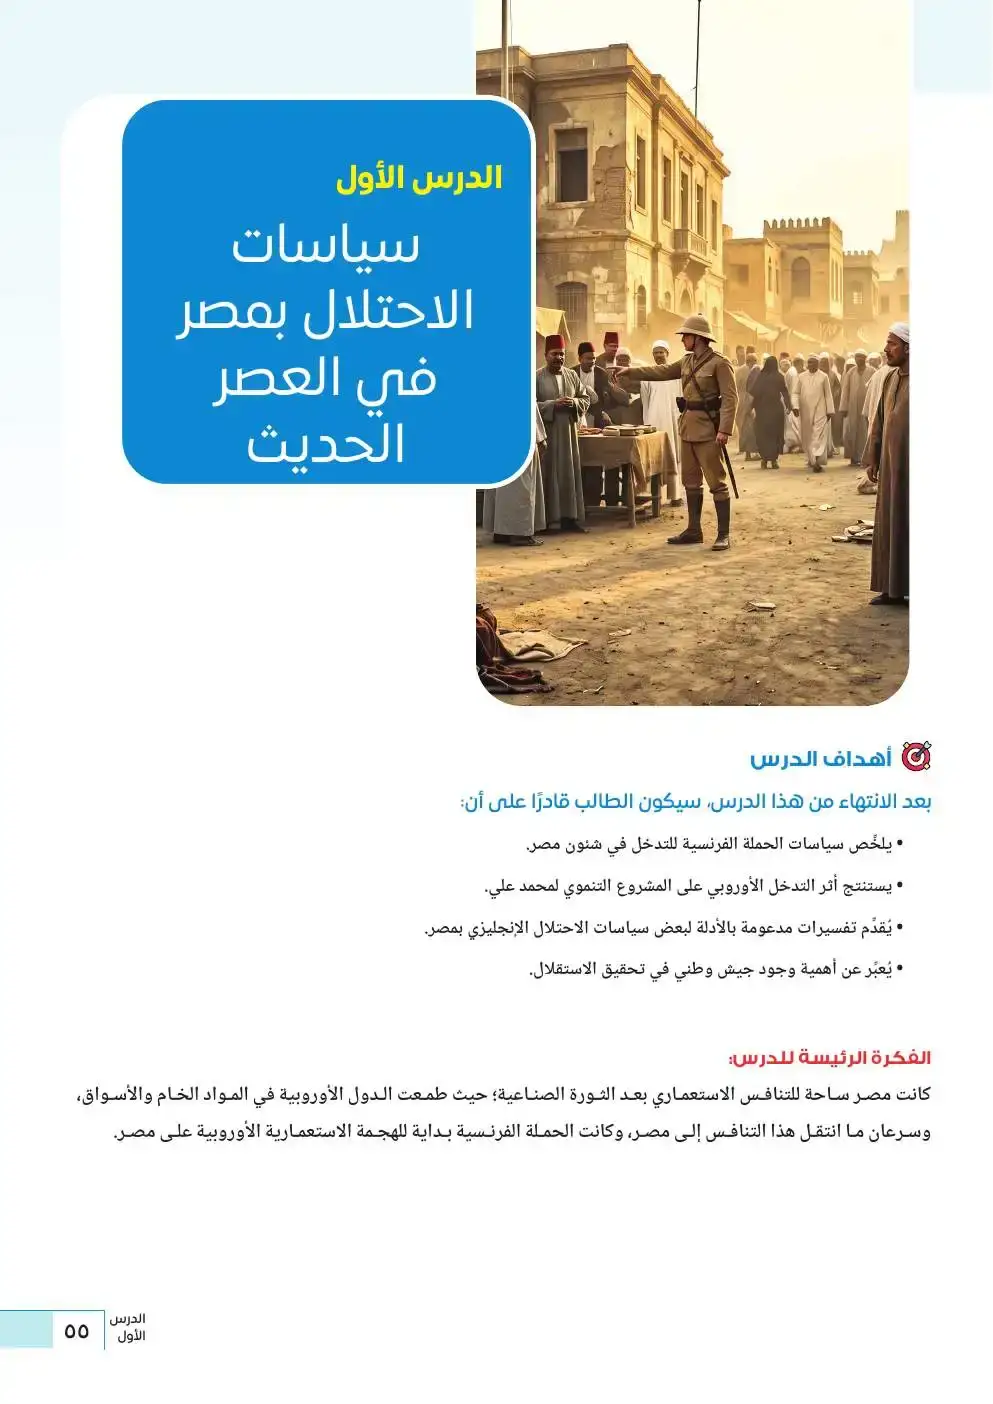 الدرس الأول
سياسات
الاحتلال بمصر
في العصر
الحديث
أهداف الدرس
بعد الانتهاء من هذا الدرس، سيكون الطالب قادرًا على أن:
• يلخِّص سياسات الحملة الفرنسية للتدخل في شئون مصر.
• يستنتج أثر التدخل الأوروبي على المشروع التنموي لمحمد علي.
• يُقدِّم تفسيرات مدعومة بالأدلة لبعض سياسات الاحتلال الإنجليزي بمصر.
• يُعبِّر عن أهمية وجود جيش وطني في تحقيق الاستقلال.
الفكرة الرئيسة للدرس:
كانت مصر ساحة للتنافس الاستعماري بعد الثورة الصناعية؛ حيث طمعت الدول الأوروبية في المواد الخام والأسواق،
وسرعان ما انتقل هذا التنافس إلى مصر، وكانت الحملة الفرنسية بداية للهجمة الاستعمارية الأوروبية على مصر.
الدرس
الأول
٥٥